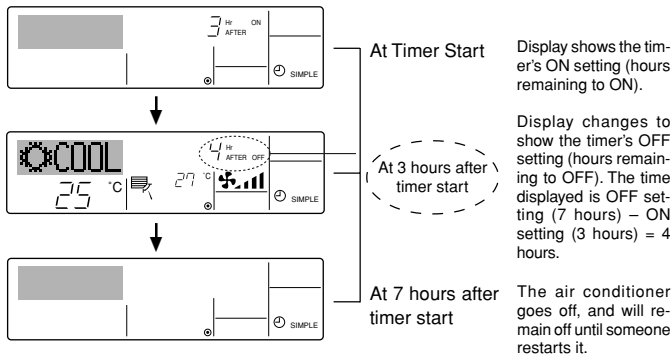 3 Hr ON
AFTER
SIMPLE
At Timer Start
Display shows the tim-
er's ON setting (hours
remaining to ON).
COOL
4 Hr
AFTER OFF
25 °C
27 °C
SIMPLE
At 3 hours after
timer start
Display changes to
show the timer's OFF
setting (hours remain-
ing to OFF). The time
displayed is OFF set-
ting (7 hours) – ON
setting (3 hours) = 4
hours.
SIMPLE
At 7 hours after
timer start
The air conditioner
goes off, and will re-
main off until someone
restarts it.